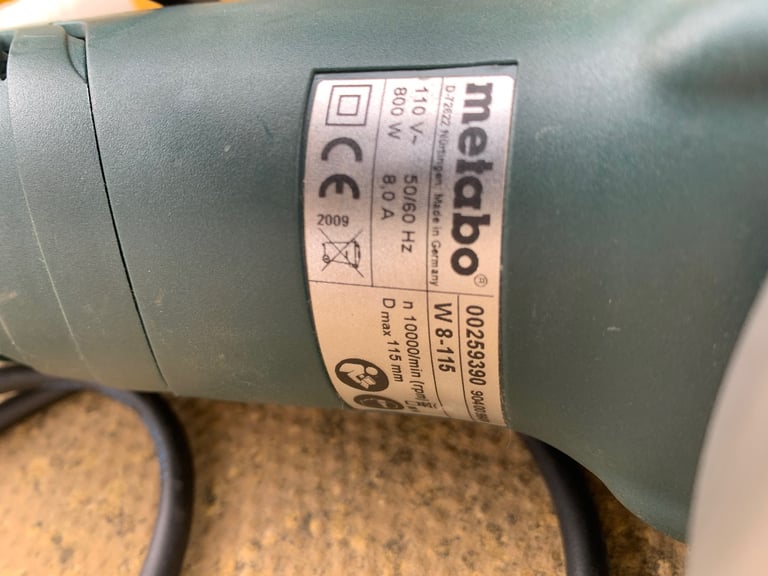 metabo®
D-72622 Nürtingen, Made in Germany
110 V~ 50/60 Hz
800 W 8,0 A
CE
2009
00259390
W 8-115
n 10000/min (rpm)
D max 115 mm